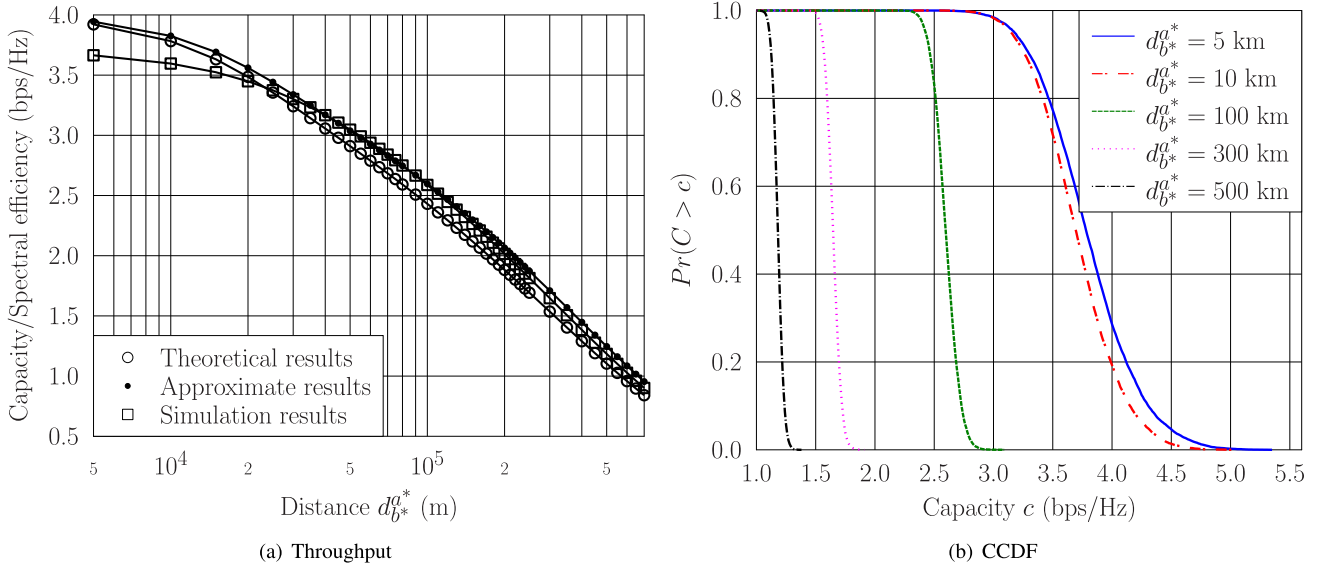 Capacity/Spectral efficiency (bps/Hz)
4.0
3.5
3.0
2.5
2.0
1.5
1.0
0.5
Theoretical results
Approximate results
Simulation results
5 10^4 2 5 10^5 2 5
Distance d_{b*}^{a*} (m)
(a) Throughput
Pr(C > c)
1.0
0.8
0.6
0.4
0.2
0.0
d_{b*}^{a*} = 5 km
d_{b*}^{a*} = 10 km
d_{b*}^{a*} = 100 km
d_{b*}^{a*} = 300 km
d_{b*}^{a*} = 500 km
1.0 1.5 2.0 2.5 3.0 3.5 4.0 4.5 5.0 5.5
Capacity c (bps/Hz)
(b) CCDF